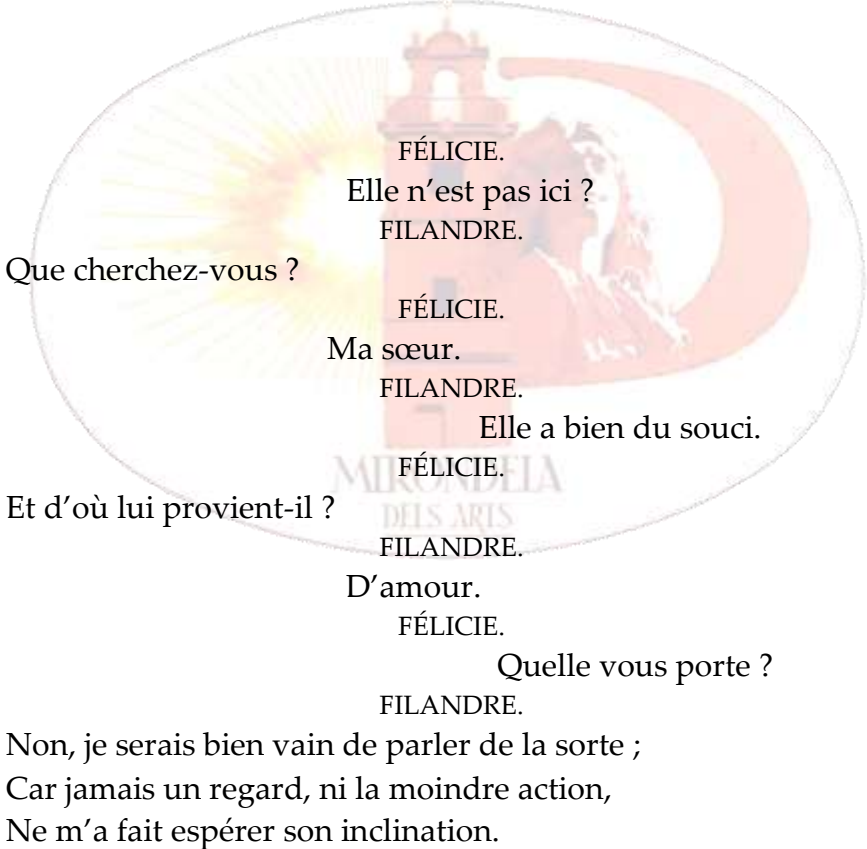 FÉLICIE.
Elle n’est pas ici ?
FILANDRE.
Que cherchez-vous ?
FÉLICIE.
Ma sœur.
FILANDRE.
Elle a bien du souci.
FÉLICIE.
MIRONDELA
Et d’où lui provient-il ?
DELS ARTS
FILANDRE.
D’amour.
FÉLICIE.
Quelle vous porte ?
FILANDRE.
Non, je serais bien vain de parler de la sorte ;
Car jamais un regard, ni la moindre action,
Ne m’a fait espérer son inclination.